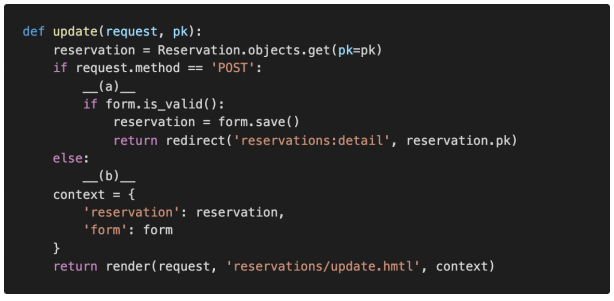 def update(request, pk):
    reservation = Reservation.objects.get(pk=pk)
    if request.method == 'POST':
        __(a)__
        if form.is_valid():
            reservation = form.save()
            return redirect('reservations:detail', reservation.pk)
    else:
        __(b)__
    context = {
        'reservation': reservation,
        'form': form
    }
    return render(request, 'reservations/update.hmtl', context)